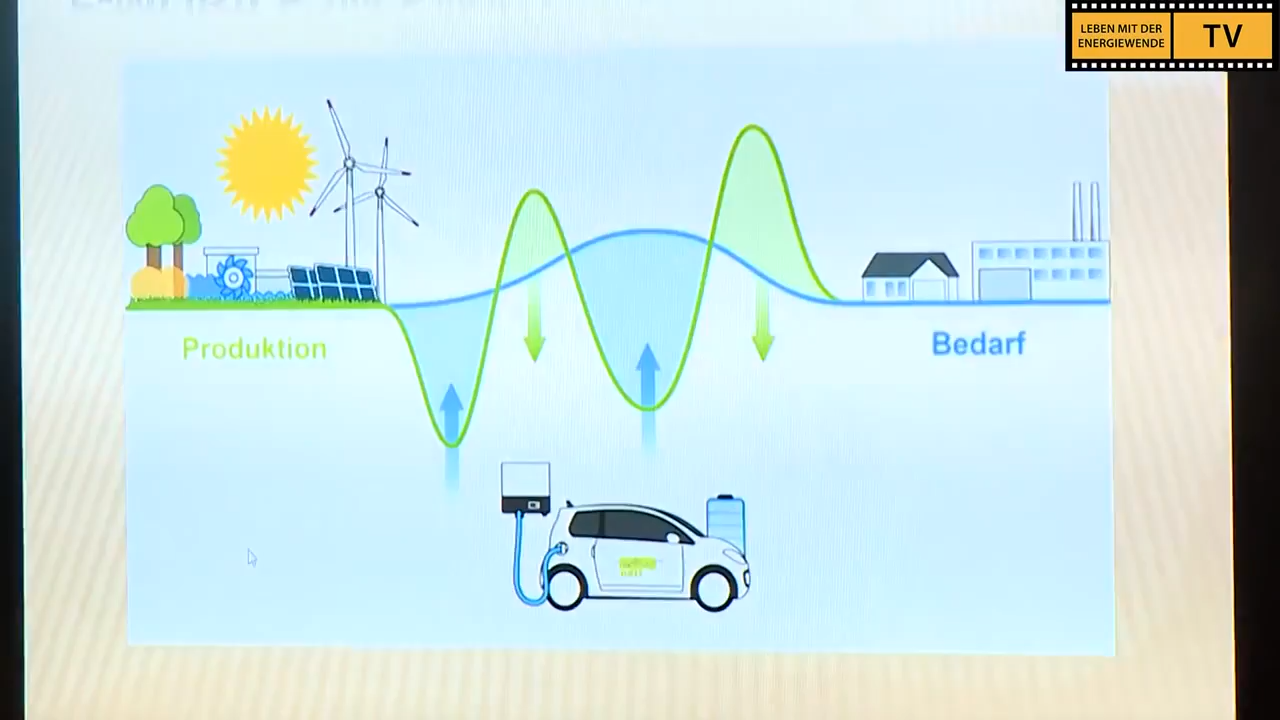 LEBEN MIT DER
ENERGIEWENDE
TV
Produktion
Bedarf